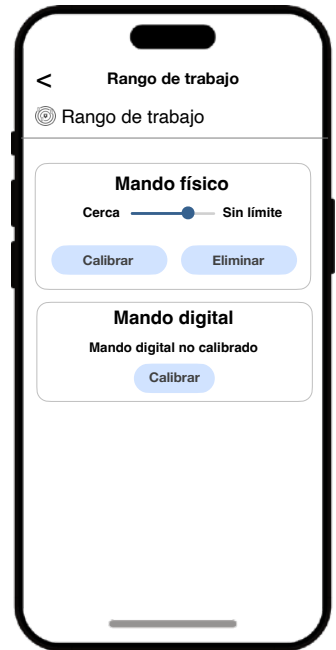 < Rango de trabajo
Rango de trabajo
Mando físico
Cerca Sin límite
Calibrar Eliminar
Mando digital
Mando digital no calibrado
Calibrar